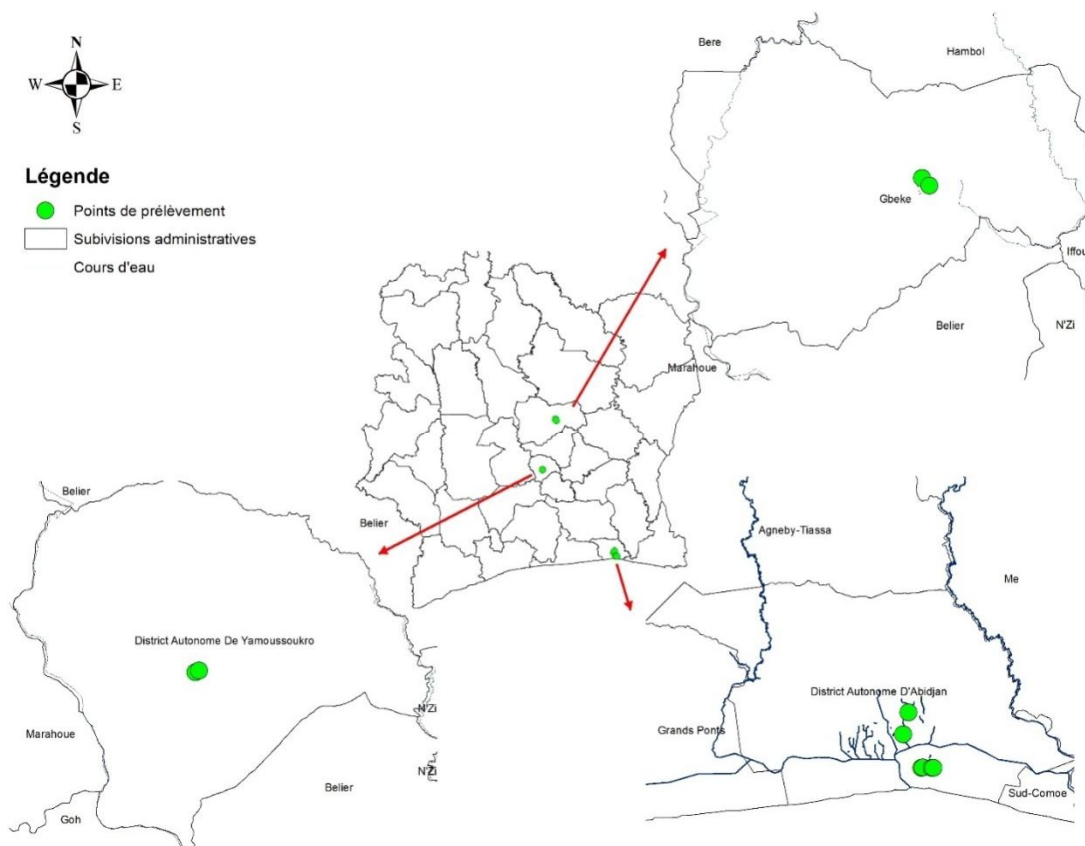 N
W
E
S
Légende
Points de prélèvement
Subivisions administratives
Cours d'eau
Bere
Hambol
Gbeke
Iffou
Belier
N'Zi
Marahoue
Belier
Belier
District Autonome De Yamoussoukro
Marahoue
N'Zi
N'Zi
Belier
Goh
Agneby-Tiassa
Me
District Autonome D'Abidjan
Grands Ponts
Sud-Comoe